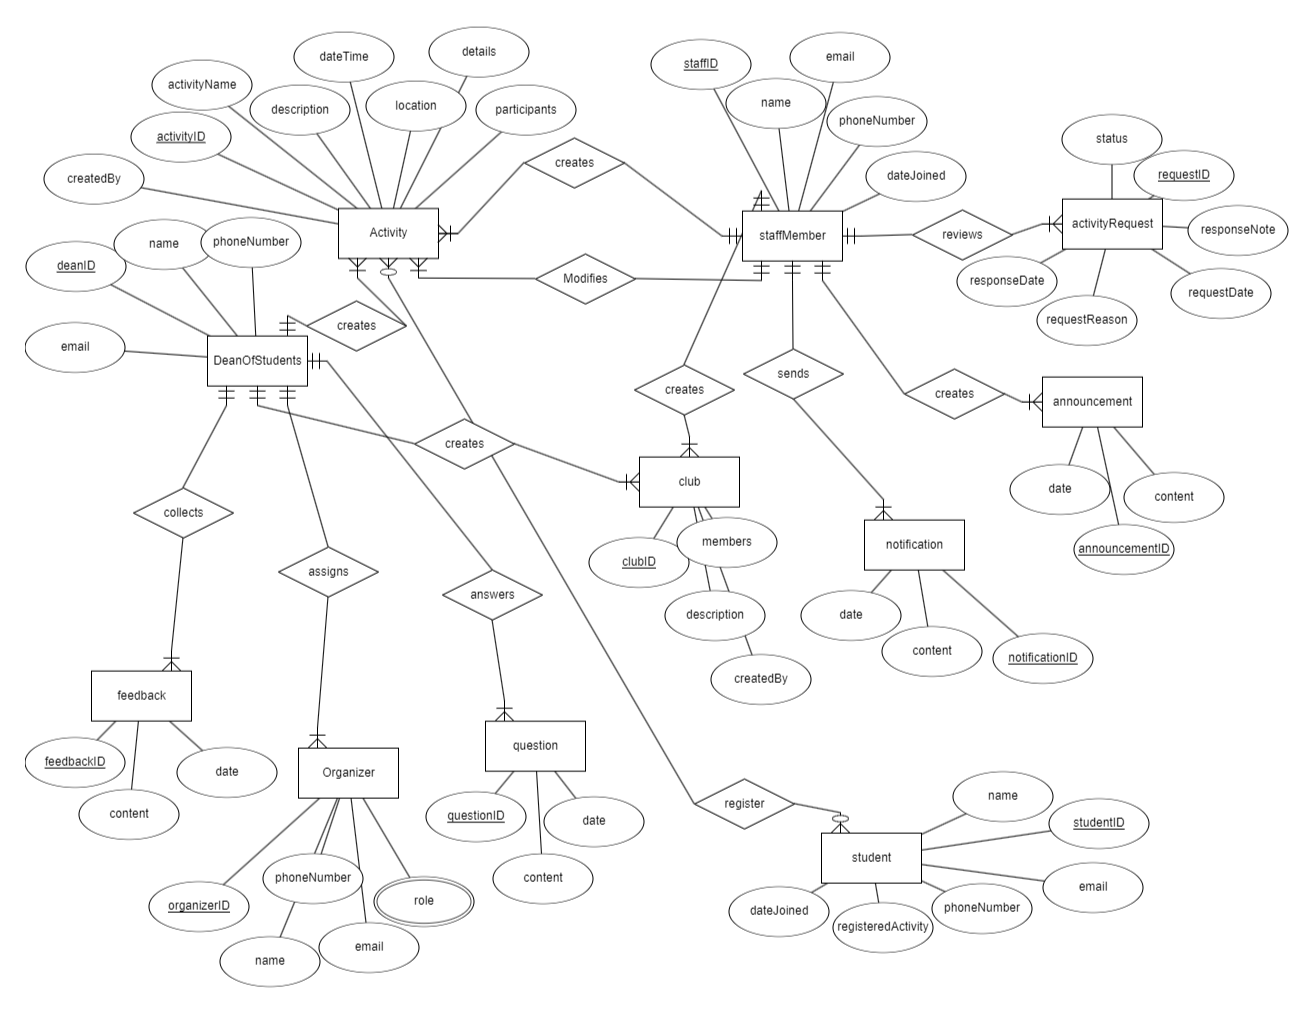 dateTime
details
staffID
email
activityName
description
location
participants
name
phoneNumber
activityID
status
createdBy
creates
dateJoined
requestID
name
phoneNumber
Activity
staffMember
reviews
activityRequest
responseNote
deanID
Modifies
responseDate
requestDate
creates
requestReason
email
DeanOfStudents
creates
sends
creates
announcement
creates
club
date
content
collects
members
notification
announcementID
clubID
assigns
answers
description
date
content
notificationID
createdBy
feedback
question
feedbackID
date
Organizer
content
register
name
questionID
date
studentID
student
phoneNumber
content
email
role
organizerID
dateJoined
registeredActivity
phoneNumber
name
email